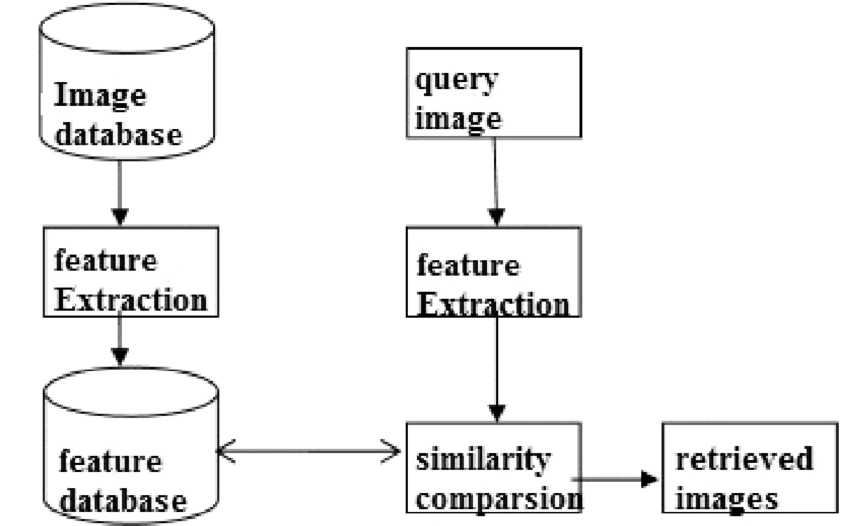 Image
database
query
image
feature
Extraction
feature
Extraction
feature
database
similarity
comparsion
retrieved
images